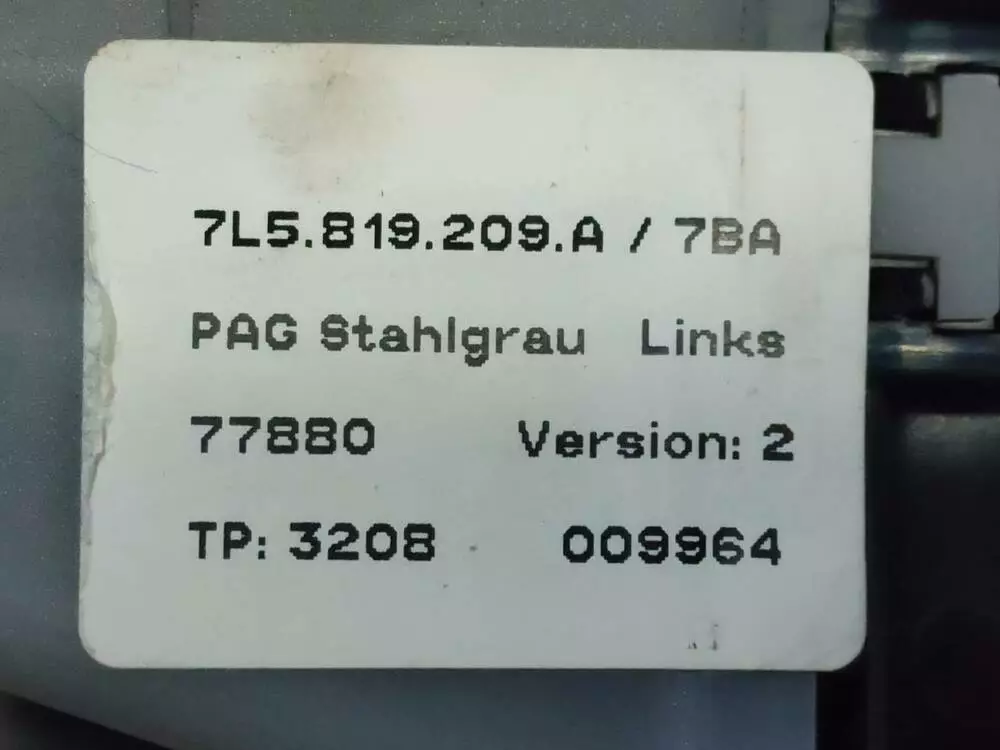 7L5.819.209.A / 7BA
PAG Stahlgrau Links
77880 Version: 2
TP: 3208 009964